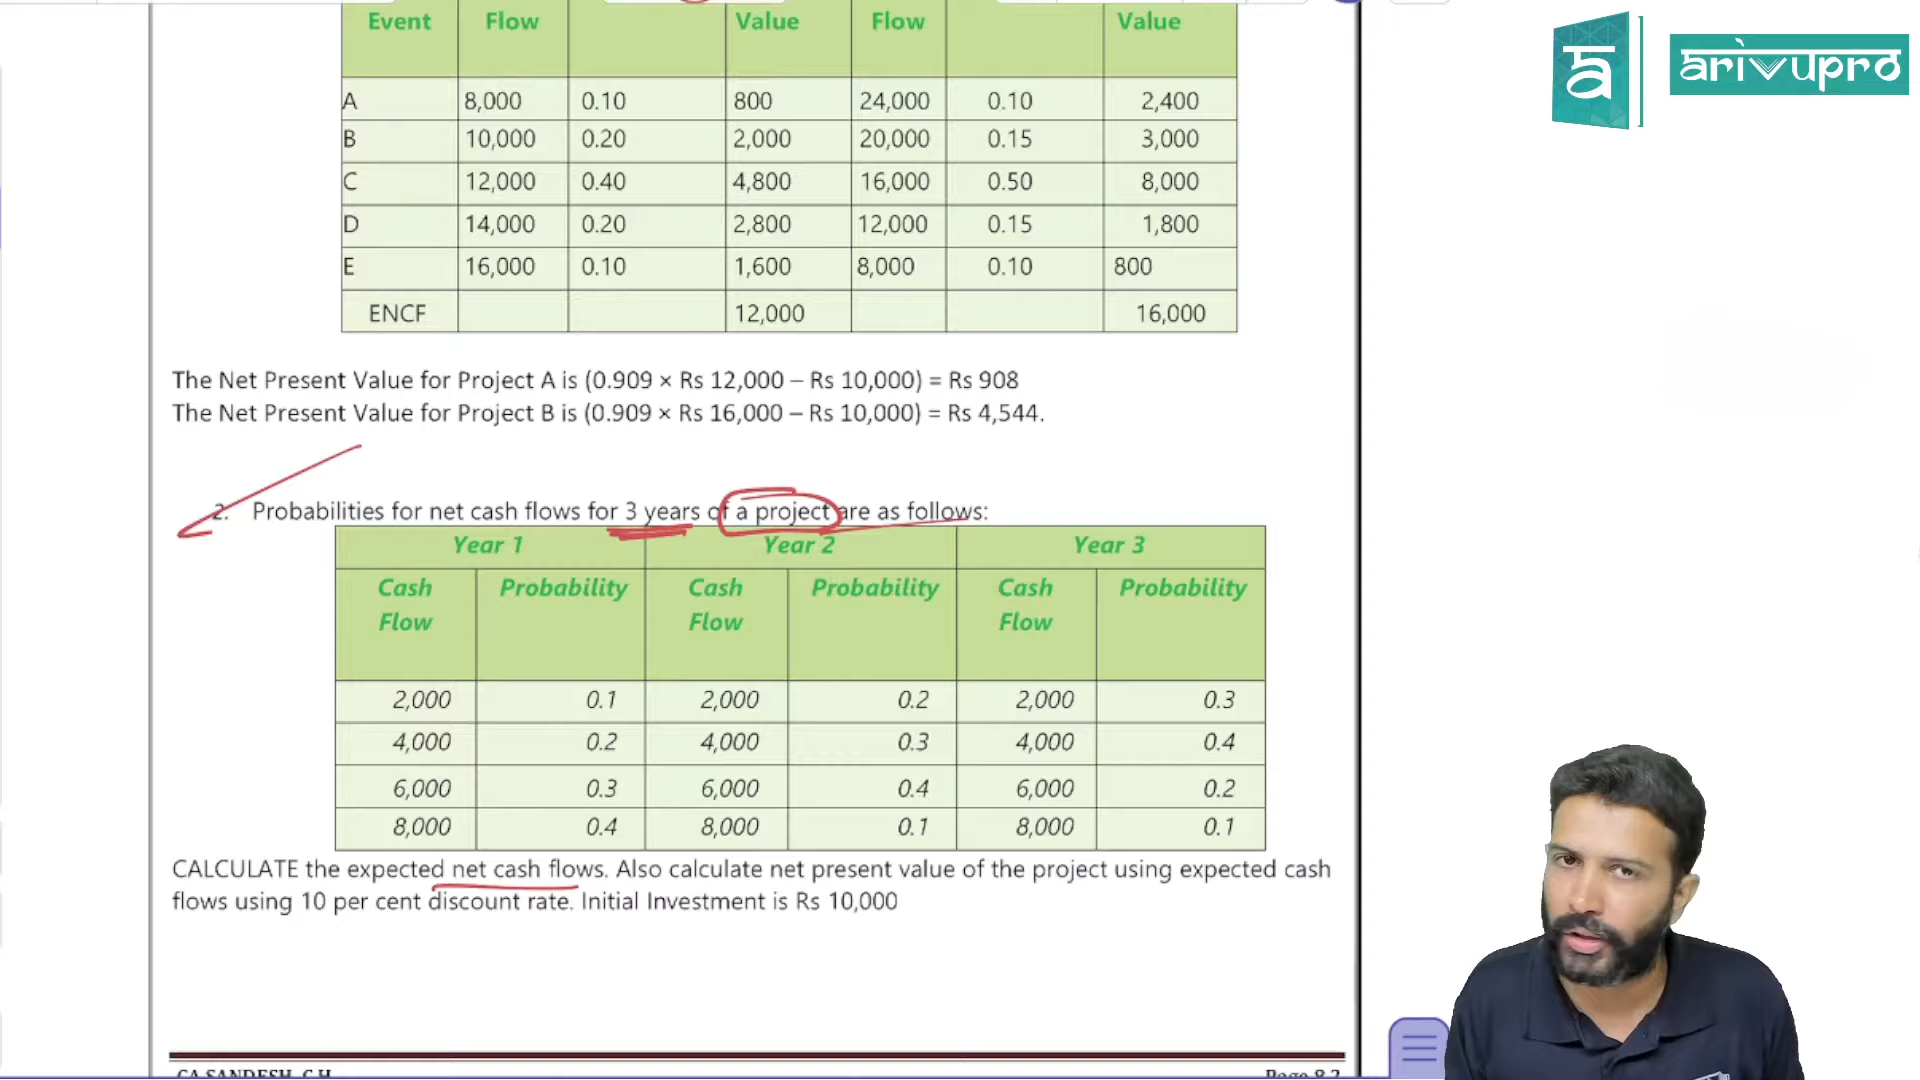 Event Flow Value Flow Value
A 8,000 0.10 800 24,000 0.10 2,400
B 10,000 0.20 2,000 20,000 0.15 3,000
C 12,000 0.40 4,800 16,000 0.50 8,000
D 14,000 0.20 2,800 12,000 0.15 1,800
E 16,000 0.10 1,600 8,000 0.10 800
ENCF 12,000 16,000
The Net Present Value for Project A is (0.909 × Rs 12,000 – Rs 10,000) = Rs 908
The Net Present Value for Project B is (0.909 × Rs 16,000 – Rs 10,000) = Rs 4,544.
2. Probabilities for net cash flows for 3 years of a project are as follows:
Year 1 Year 2 Year 3
Cash Probability Cash Probability Cash Probability
Flow Flow Flow
2,000 0.1 2,000 0.2 2,000 0.3
4,000 0.2 4,000 0.3 4,000 0.4
6,000 0.3 6,000 0.4 6,000 0.2
8,000 0.4 8,000 0.1 8,000 0.1
CALCULATE the expected net cash flows. Also calculate net present value of the project using expected cash
flows using 10 per cent discount rate. Initial Investment is Rs 10,000
CA SANDESH C H Page 8.2
arivupro